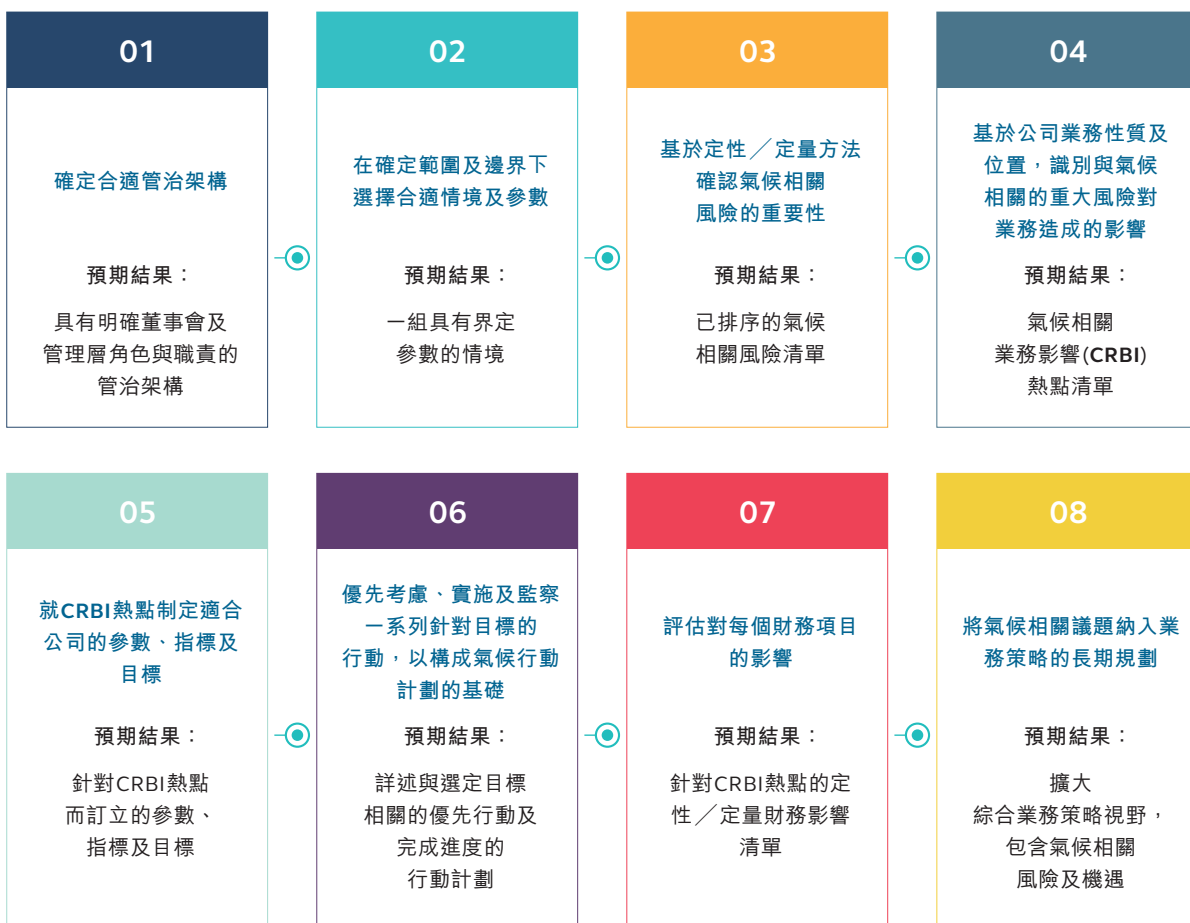 01
確定合適管治架構
預期結果：
具有明確董事會及
管理層角色與職責的
管治架構
02
在確定範圍及邊界下
選擇合適情境及參數
預期結果：
一組具有界定
參數的情境
03
基於定性／定量方法
確認氣候相關
風險的重要性
預期結果：
已排序的氣候
相關風險清單
04
基於公司業務性質及
位置，識別與氣候
相關的重大風險對
業務造成的影響
預期結果：
氣候相關
業務影響(CRBI)
熱點清單
05
就CRBI熱點制定適合
公司的參數、指標及
目標
預期結果：
針對CRBI熱點
而訂立的參數、
指標及目標
06
優先考慮、實施及監察
一系列針對目標的
行動，以構成氣候行動
計劃的基礎
預期結果：
詳述與選定目標
相關的優先行動及
完成進度的
行動計劃
07
評估對每個財務項目
的影響
預期結果：
針對CRBI熱點的定
性／定量財務影響
清單
08
將氣候相關議題納入業
務策略的長期規劃
預期結果：
擴大
綜合業務策略視野，
包含氣候相關
風險及機遇